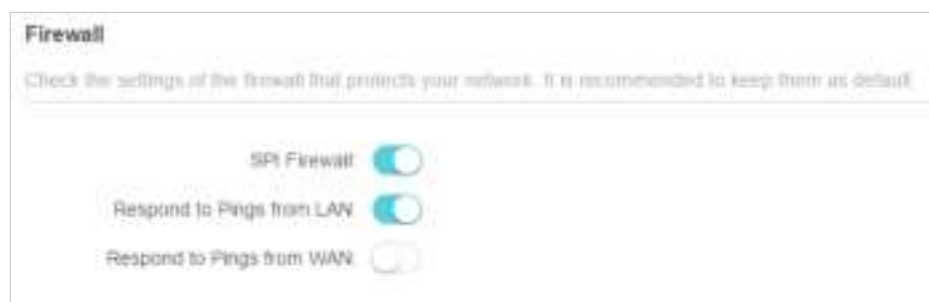 Firewall
Check the settings of the firewall that protects your network. It is recommended to keep them as default.
SPI Firewall
Respond to Pings from LAN
Respond to Pings from WAN